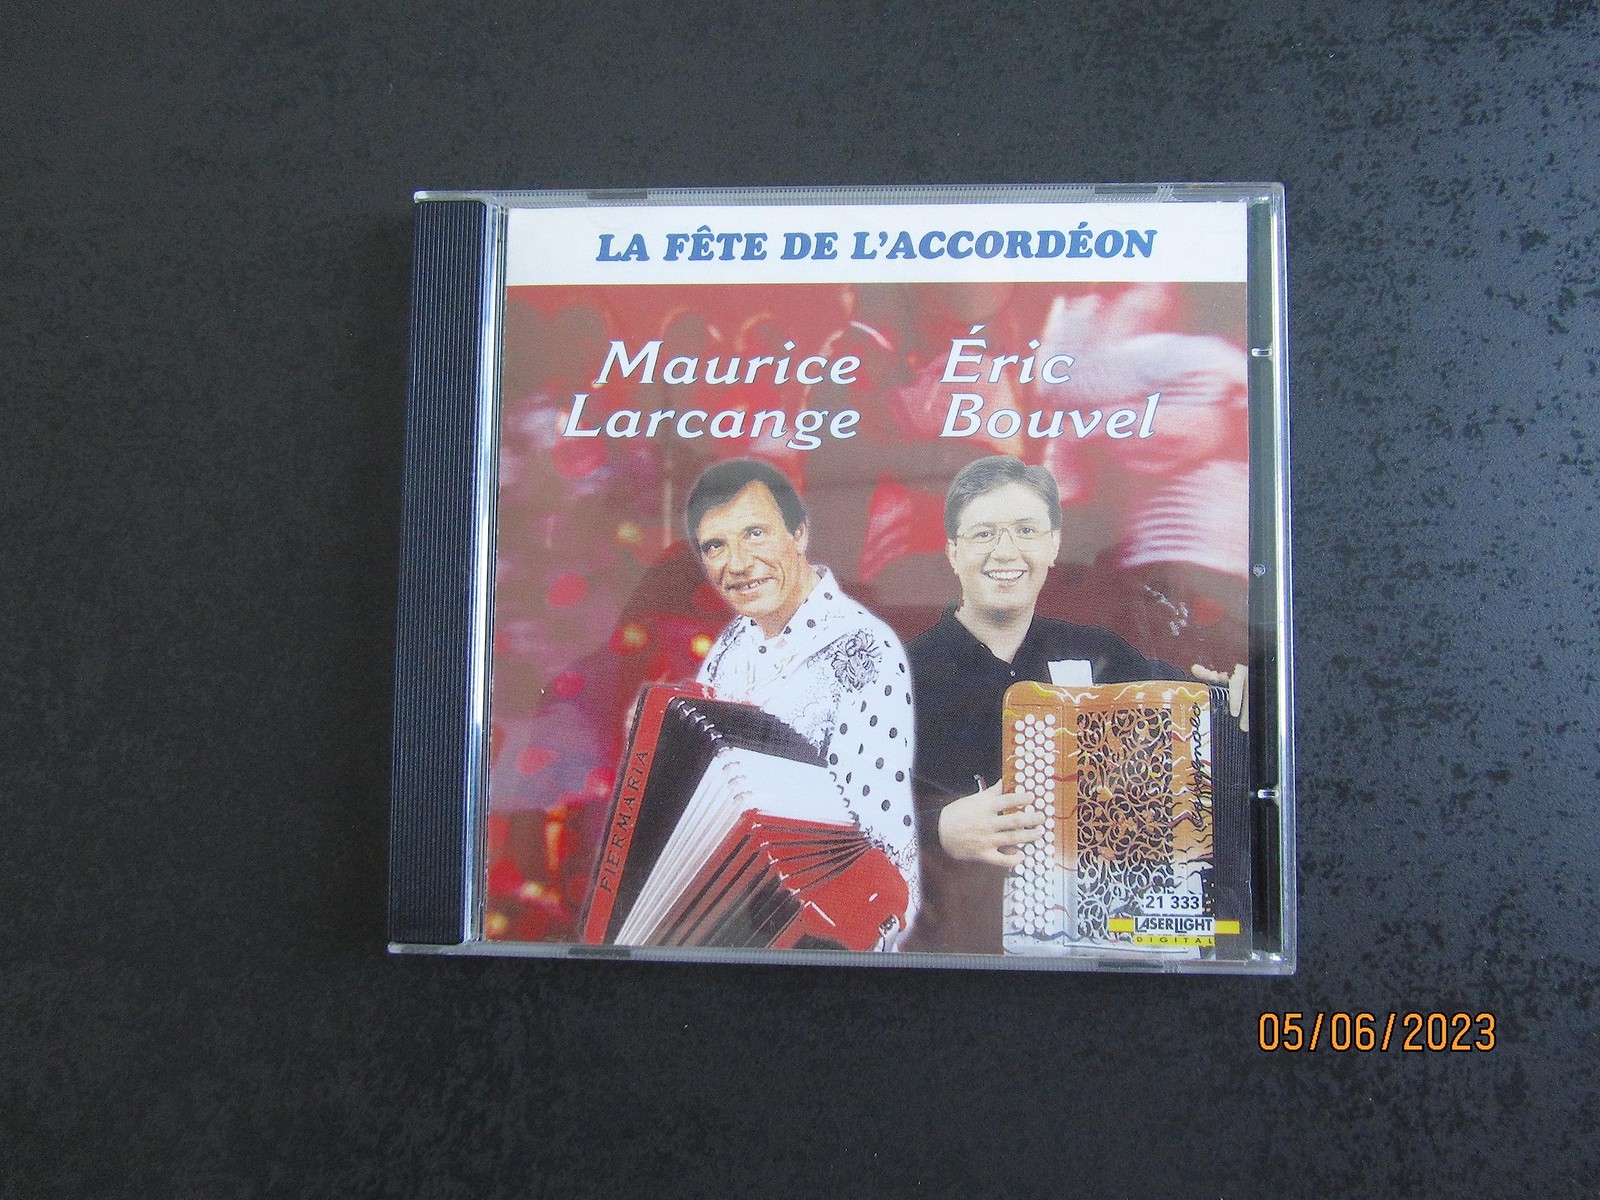 LA FÊTE DE L'ACCORDÉON
Maurice
Larcange
Éric
Bouvel
FIERMARIA
21 333
LASERLIGHT
DIGITAL
05/06/2023